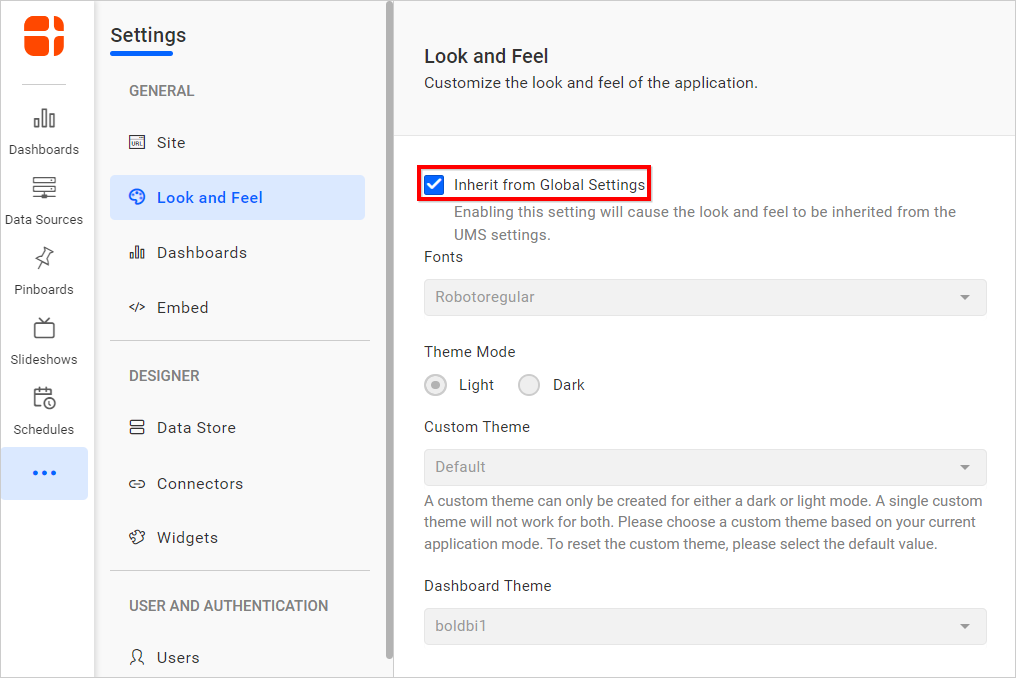 Dashboards
Data Sources
Pinboards
Slideshows
Schedules
Settings
GENERAL
URL
Site
Look and Feel
Dashboards
Embed
DESIGNER
Data Store
Connectors
Widgets
USER AND AUTHENTICATION
Users
Look and Feel
Customize the look and feel of the application.
Inherit from Global Settings
Enabling this setting will cause the look and feel to be inherited from the
UMS settings.
Fonts
Robotoregular
Theme Mode
Light Dark
Custom Theme
Default
A custom theme can only be created for either a dark or light mode. A single custom
theme will not work for both. Please choose a custom theme based on your current
application mode. To reset the custom theme, please select the default value.
Dashboard Theme
boldbi1